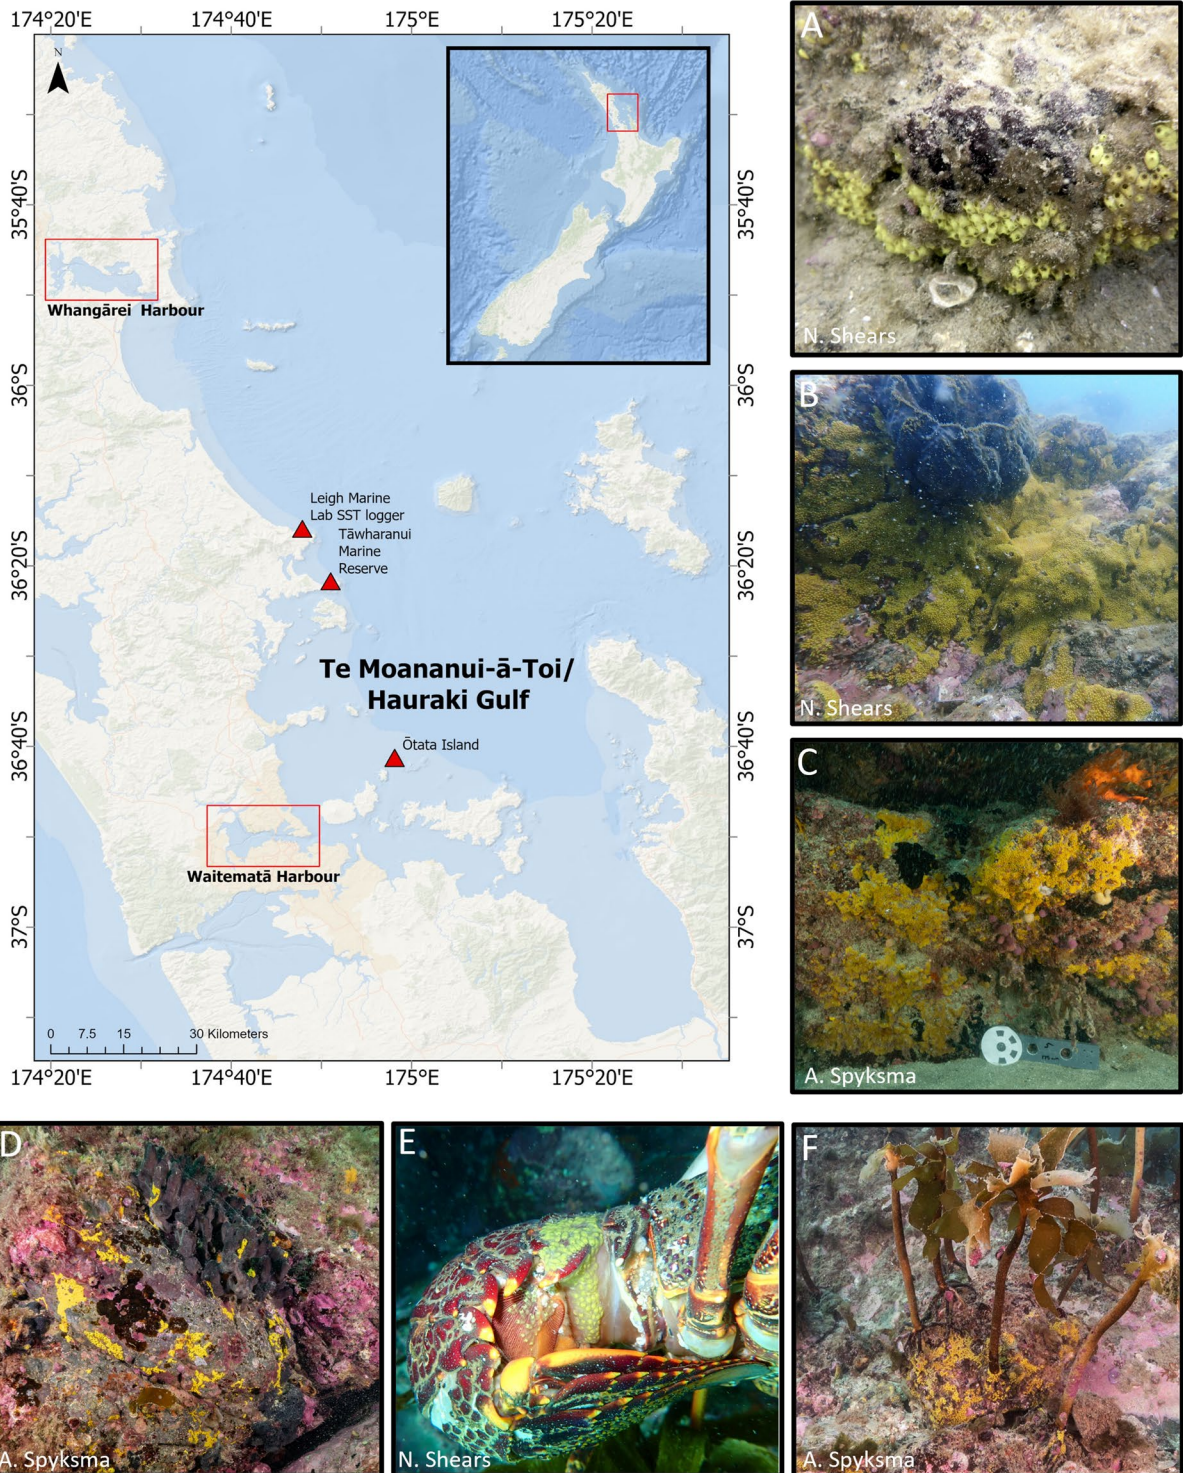 174°20'E 174°40'E 175°E 175°20'E
N
35°40'S
36°S
36°20'S
36°40'S
37°S
Whangārei Harbour
Leigh Marine
Lab SST logger
Tāwharanui
Marine
Reserve
Te Moananui-ā-Toi/
Hauraki Gulf
Ōtata Island
Waitematā Harbour
0 7.5 15 30 Kilometers
174°20'E 174°40'E 175°E 175°20'E
35°40'S
36°S
36°20'S
36°40'S
37°S
A
N. Shears
B
N. Shears
C
A. Spyksma
D
A. Spyksma
E
N. Shears
F
A. Spyksma